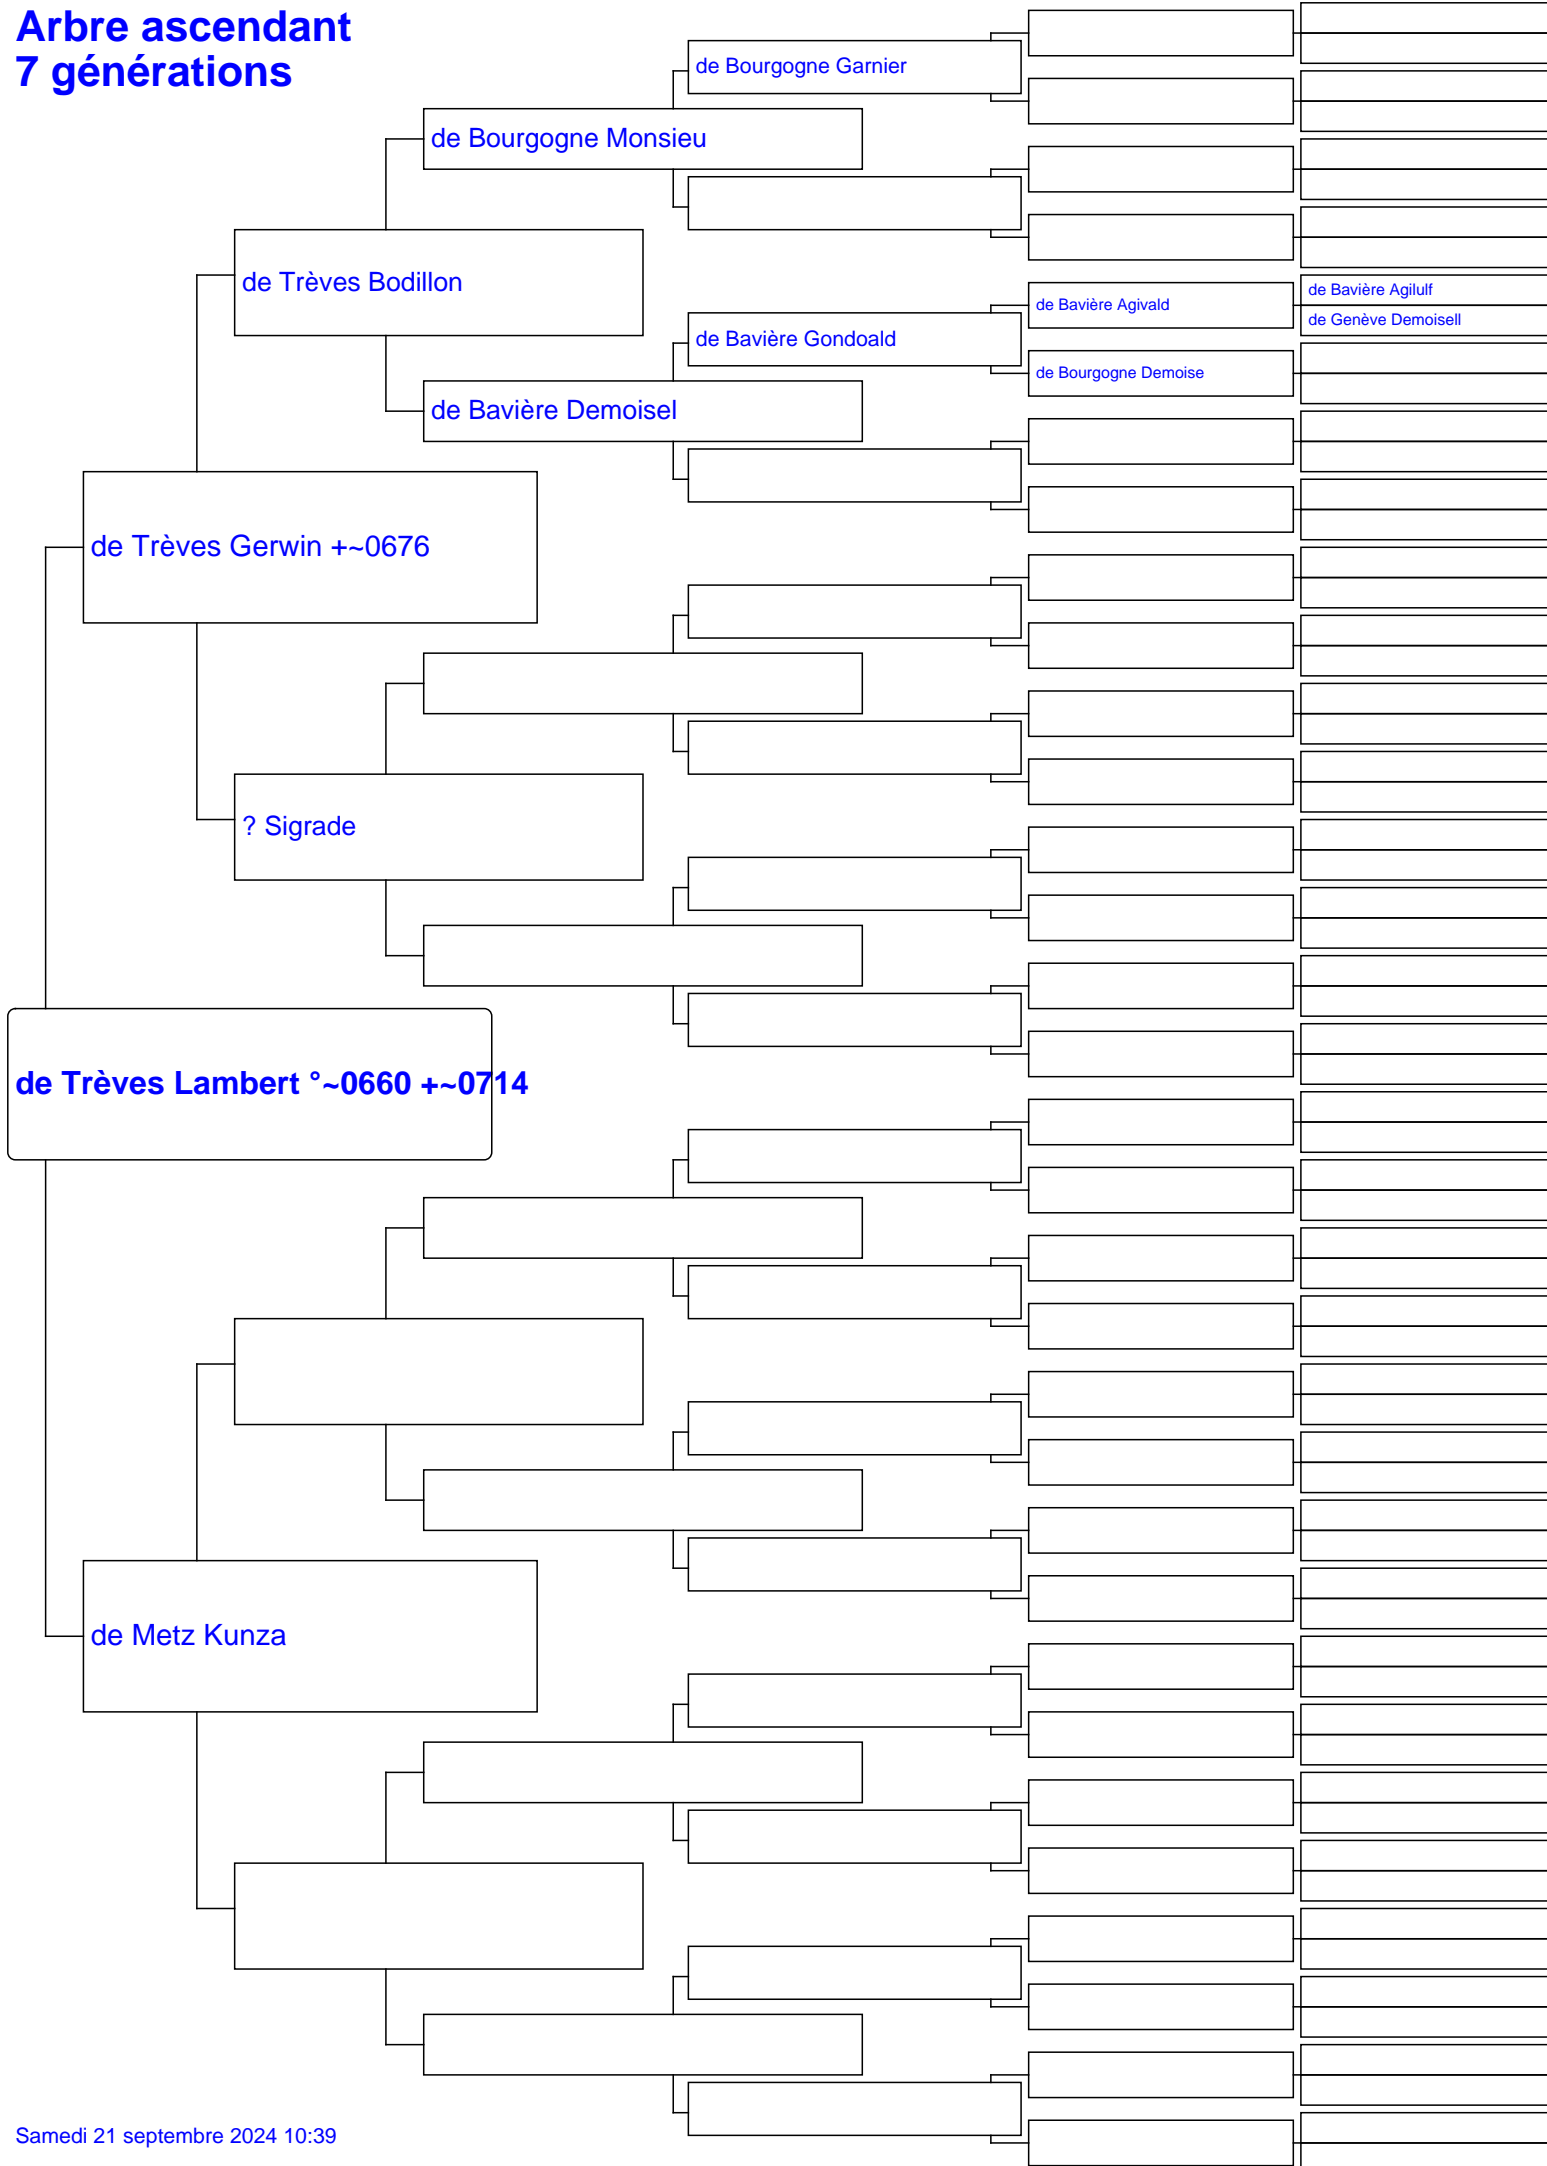 Arbre ascendant
7 générations
de Bourgogne Garnier
de Bourgogne Monsieu
de Trèves Bodillon
de Bavière Agilulf
de Bavière Agivald
de Genève Demoisell
de Bavière Gondoald
de Bourgogne Demoise
de Bavière Demoisel
de Trèves Gerwin +~0676
? Sigrade
de Trèves Lambert °~0660 +~0714
de Metz Kunza
Samedi 21 septembre 2024 10:39